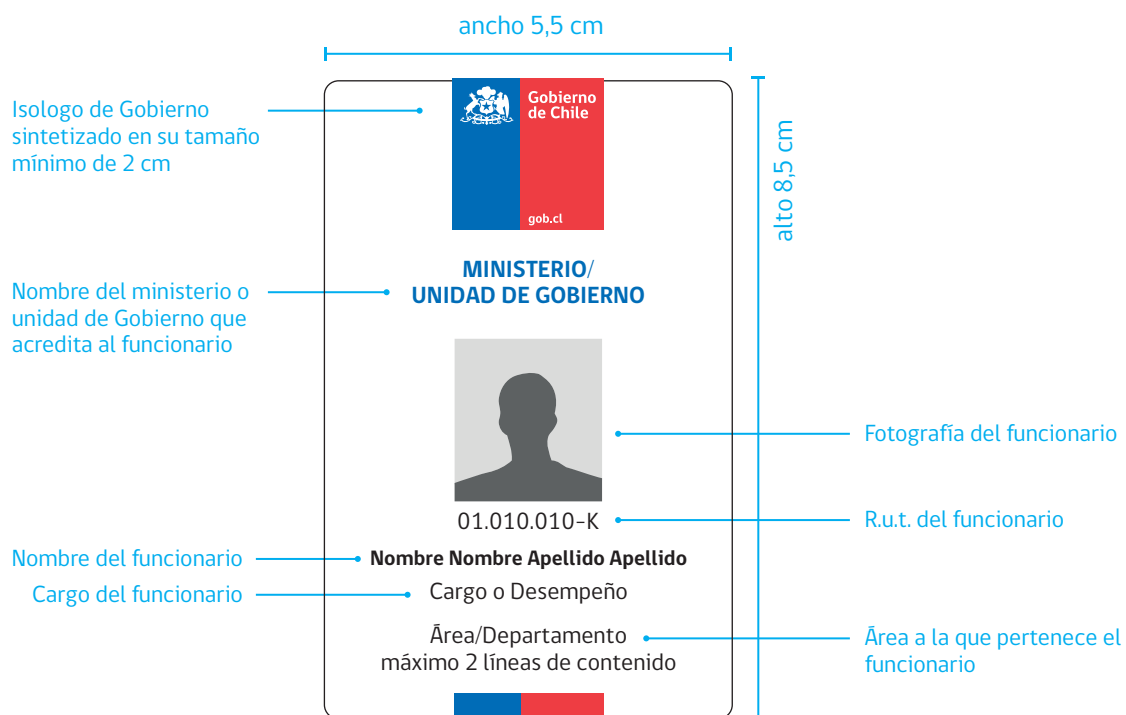 ancho 5,5 cm
Isologo de Gobierno
sintetizado en su tamaño
mínimo de 2 cm
Gobierno
de Chile
gob.cl
alto 8,5 cm
MINISTERIO/
UNIDAD DE GOBIERNO
Nombre del ministerio o
unidad de Gobierno que
acredita al funcionario
Fotografía del funcionario
01.010.010-K
R.u.t. del funcionario
Nombre del funcionario
Nombre Nombre Apellido Apellido
Cargo del funcionario
Cargo o Desempeño
Área/Departamento
máximo 2 líneas de contenido
Área a la que pertenece el
funcionario